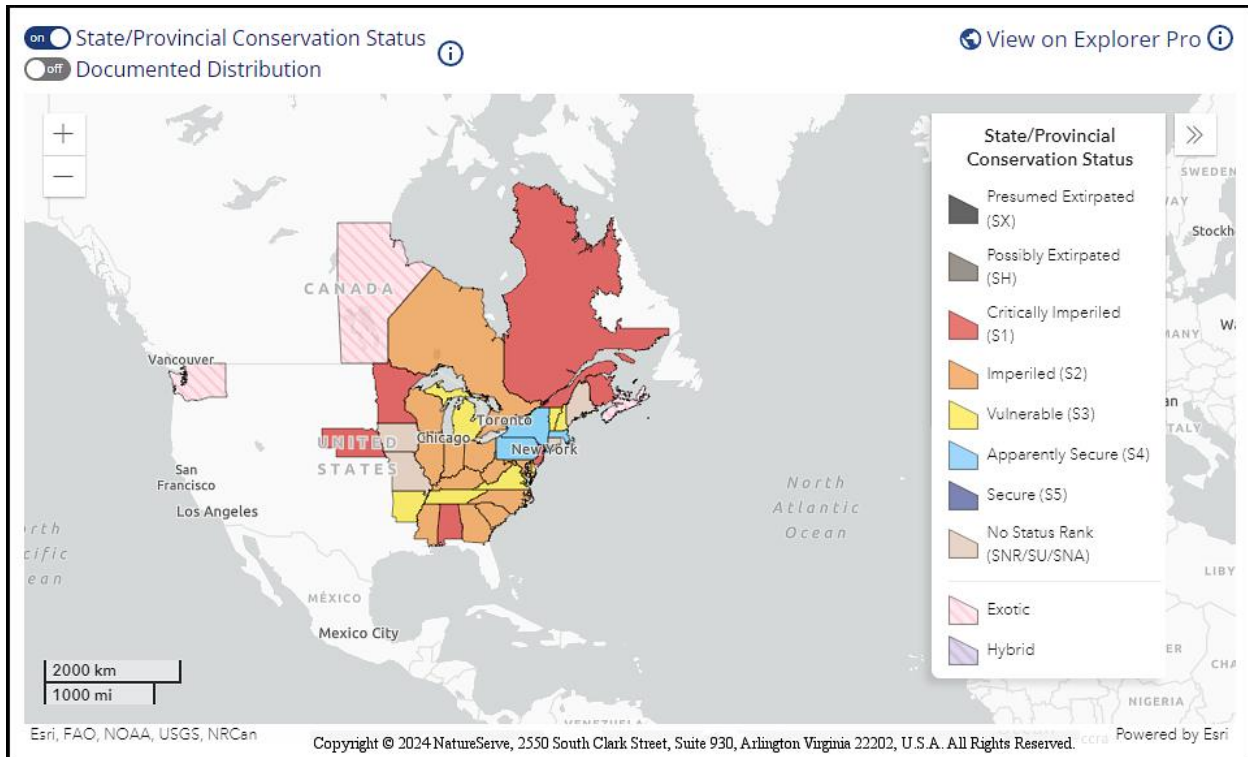 on State/Provincial Conservation Status
off Documented Distribution
View on Explorer Pro
State/Provincial
Conservation Status
Presumed Extirpated
(SX)
Possibly Extirpated
(SH)
Critically Imperiled
(S1)
Imperiled (S2)
Vulnerable (S3)
Apparently Secure (S4)
Secure (S5)
No Status Rank
(SNR/SU/SNA)
Exotic
Hybrid
SWEDEN
CANADA
Vancouver
Toronto
Chicago
New York
UNITED
STATES
San
Francisco
Los Angeles
North
Atlantic
Ocean
MÉXICO
Mexico City
NIGERIA
2000 km
1000 mi
Esri, FAO, NOAA, USGS, NRCan
Copyright © 2024 NatureServe, 2550 South Clark Street, Suite 930, Arlington Virginia 22202, U.S.A. All Rights Reserved.
Powered by Esri